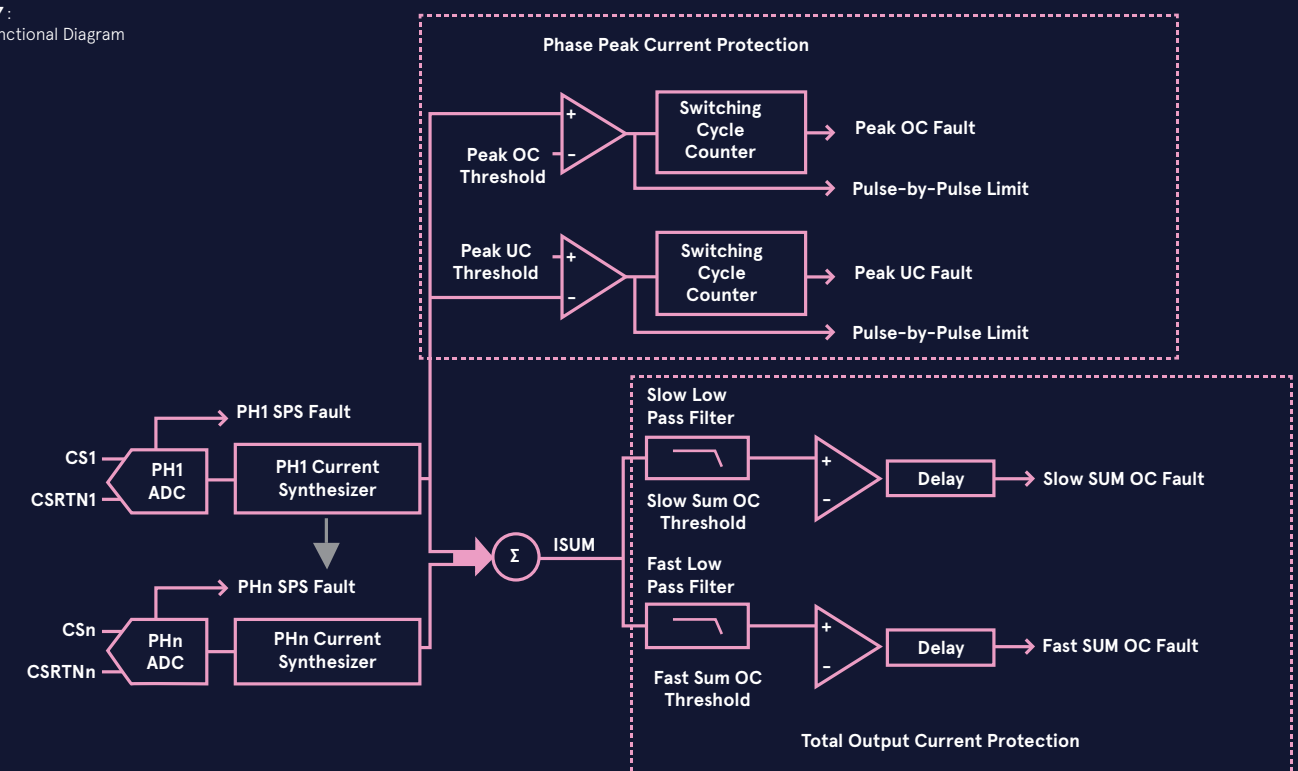 :
nctional Diagram
Phase Peak Current Protection
+
-
Peak OC
Threshold
Switching
Cycle
Counter
Peak OC Fault
Pulse-by-Pulse Limit
Peak UC
Threshold
+
-
Switching
Cycle
Counter
Peak UC Fault
Pulse-by-Pulse Limit
PH1 SPS Fault
CS1
CSRTN1
PH1
ADC
PH1 Current
Synthesizer
PHn SPS Fault
CSn
CSRTNn
PHn
ADC
PHn Current
Synthesizer
Σ
ISUM
Slow Low
Pass Filter
Slow Sum OC
Threshold
+
-
Delay
Slow SUM OC Fault
Fast Low
Pass Filter
Fast Sum OC
Threshold
+
-
Delay
Fast SUM OC Fault
Total Output Current Protection